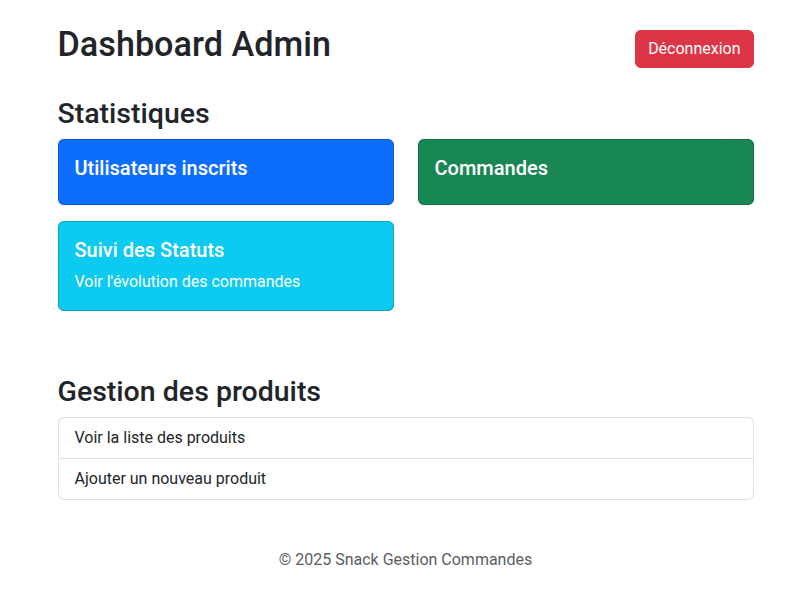 Dashboard Admin
Déconnexion
Statistiques
Utilisateurs inscrits
Commandes
Suivi des Statuts
Voir l'évolution des commandes
Gestion des produits
Voir la liste des produits
Ajouter un nouveau produit
© 2025 Snack Gestion Commandes